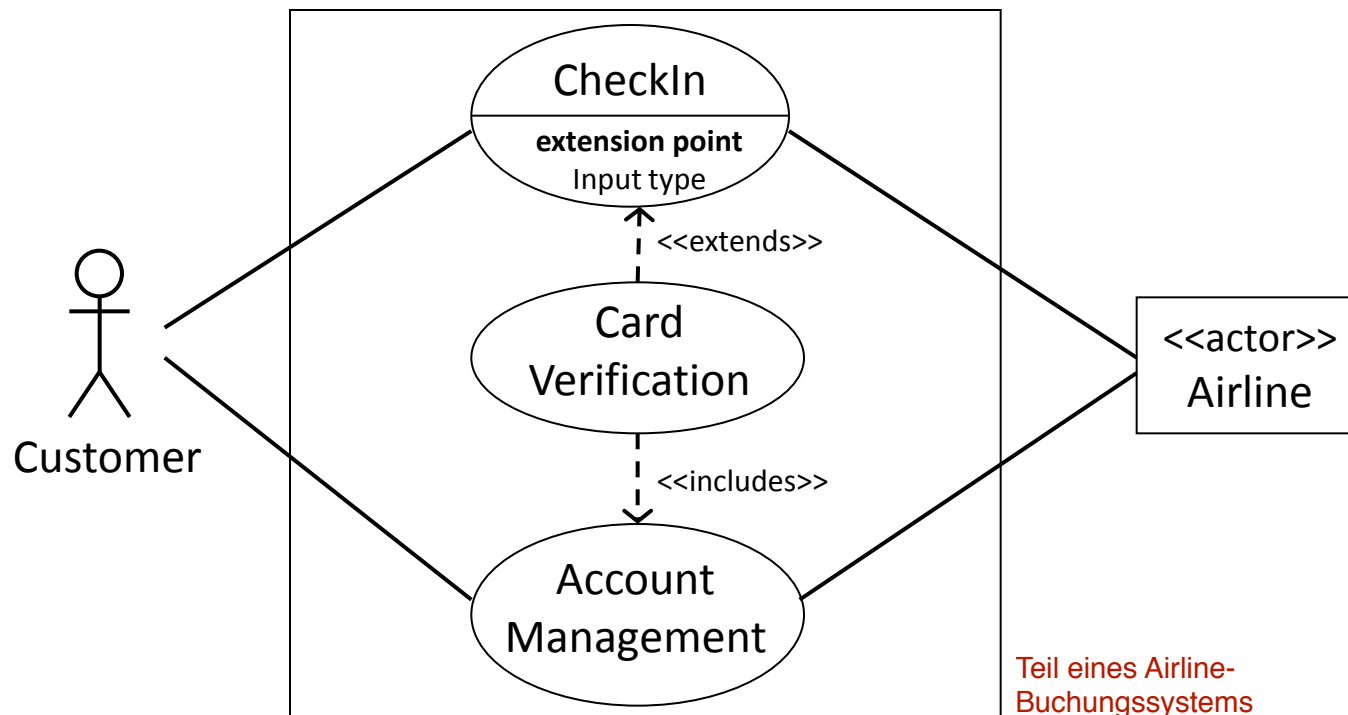 CheckIn
extension point
Input type
<<extends>>
Card
Verification
<<actor>>
Airline
Customer
<<includes>>
Account
Management
Teil eines Airline-
Buchungssystems